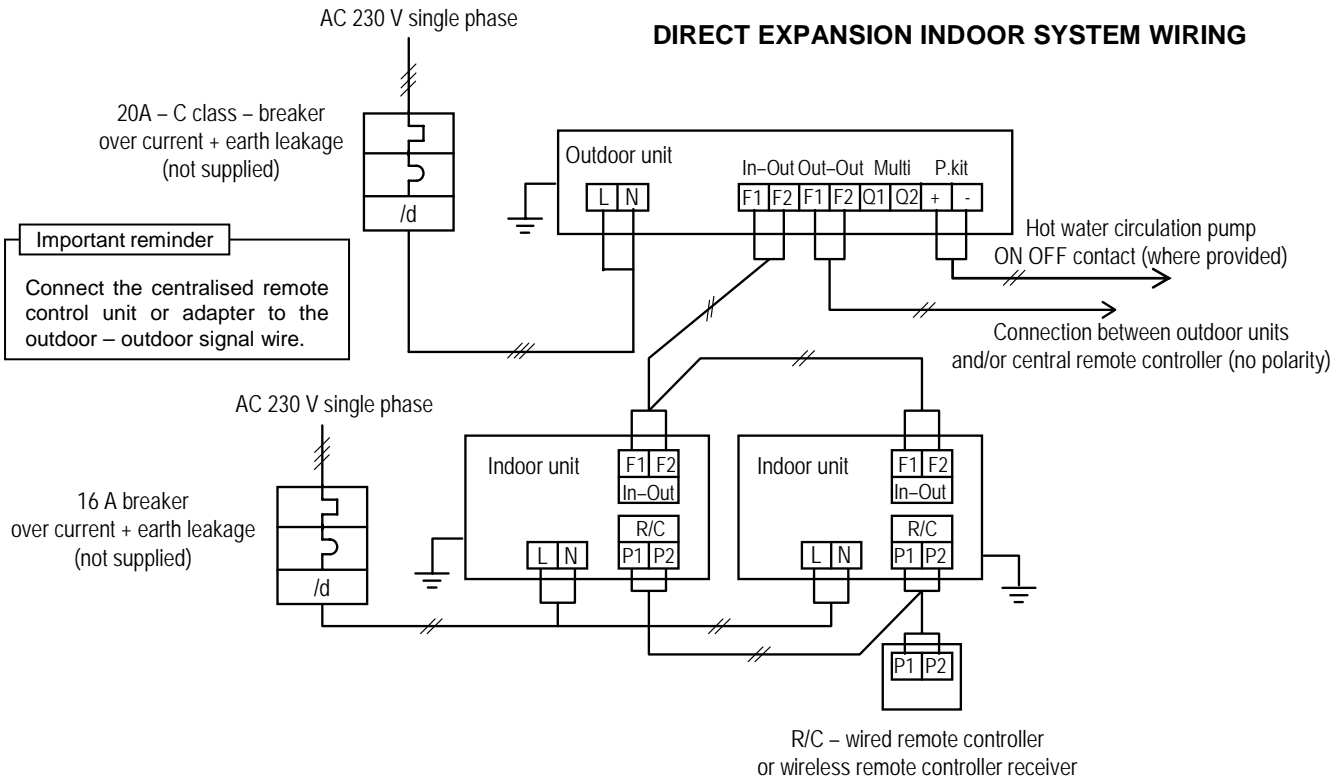 AC 230 V single phase
DIRECT EXPANSION INDOOR SYSTEM WIRING
20A – C class – breaker
over current + earth leakage
(not supplied)
/d
Outdoor unit
In–Out Out–Out Multi P.kit
L N
F1 F2 F1 F2 Q1 Q2 + -
Important reminder
Connect the centralised remote
control unit or adapter to the
outdoor – outdoor signal wire.
Hot water circulation pump
ON OFF contact (where provided)
Connection between outdoor units
and/or central remote controller (no polarity)
AC 230 V single phase
16 A breaker
over current + earth leakage
(not supplied)
/d
Indoor unit
F1 F2
In–Out
R/C
L N
P1 P2
Indoor unit
F1 F2
In–Out
R/C
L N
P1 P2
P1 P2
R/C – wired remote controller
or wireless remote controller receiver